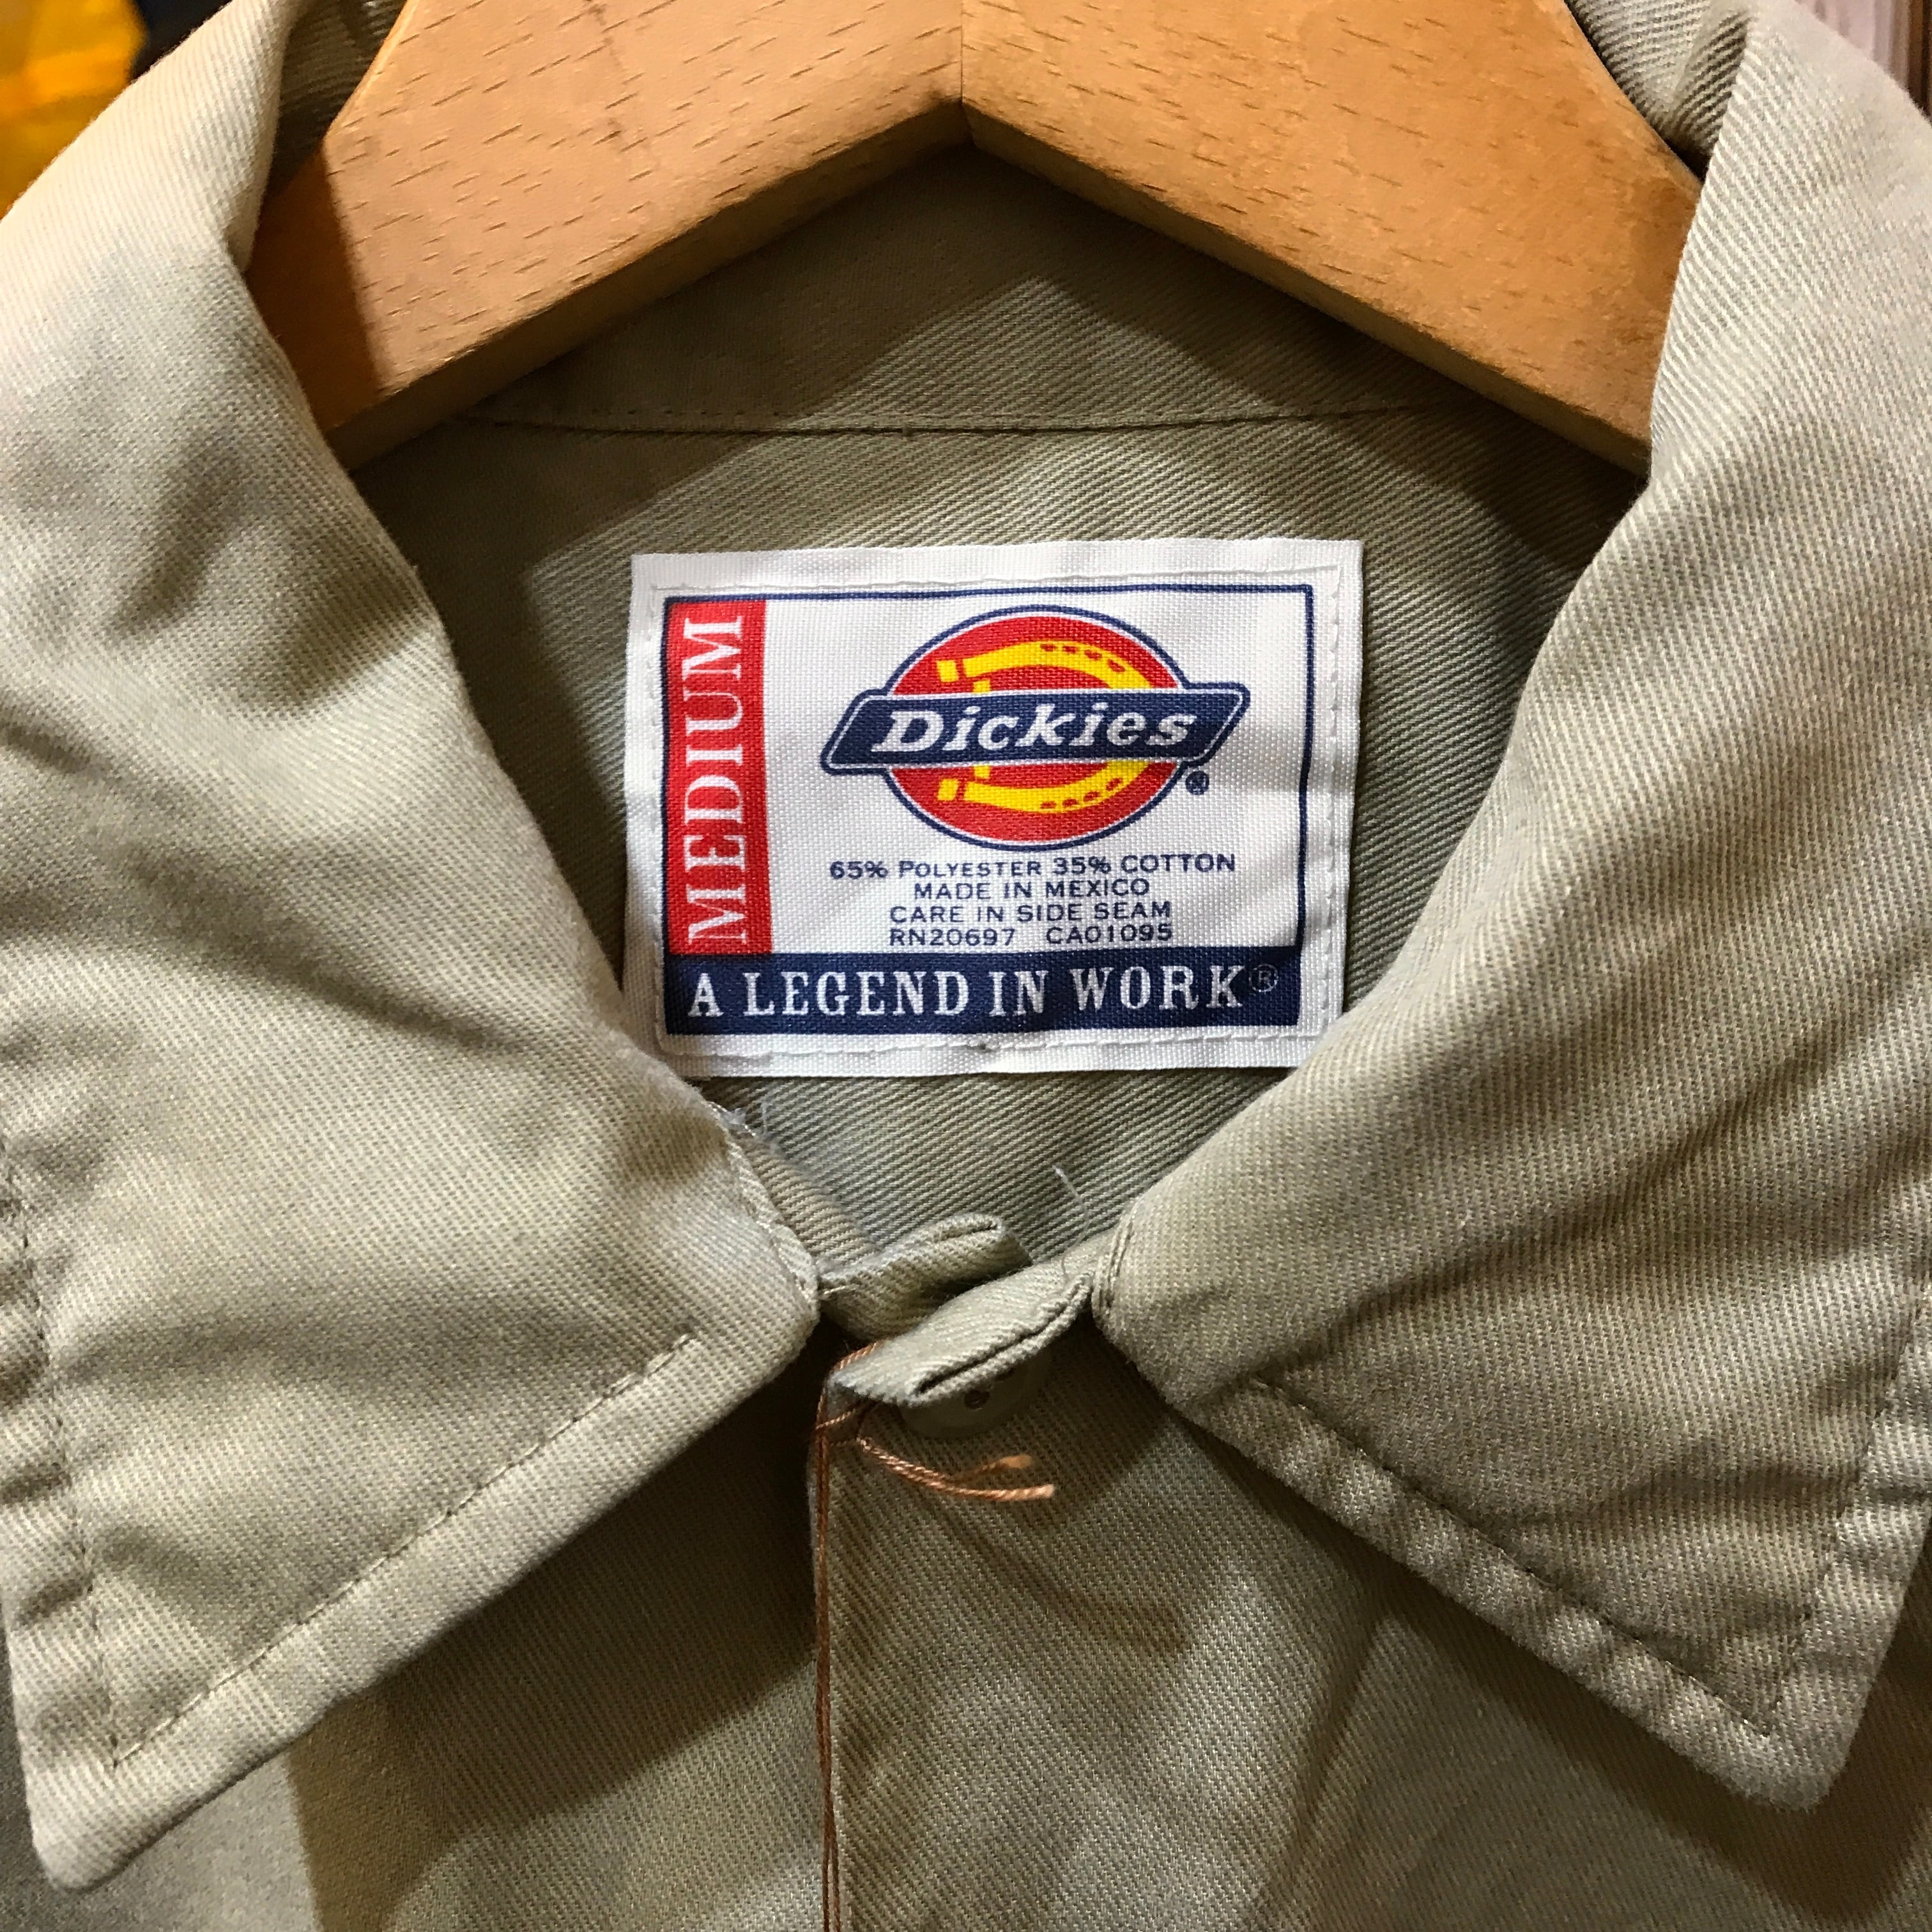 MEDIUM
Dickies®
65% POLYESTER 35% COTTON
MADE IN MEXICO
CARE IN SIDE SEAM
RN20697 CA01095
A LEGEND IN WORK®